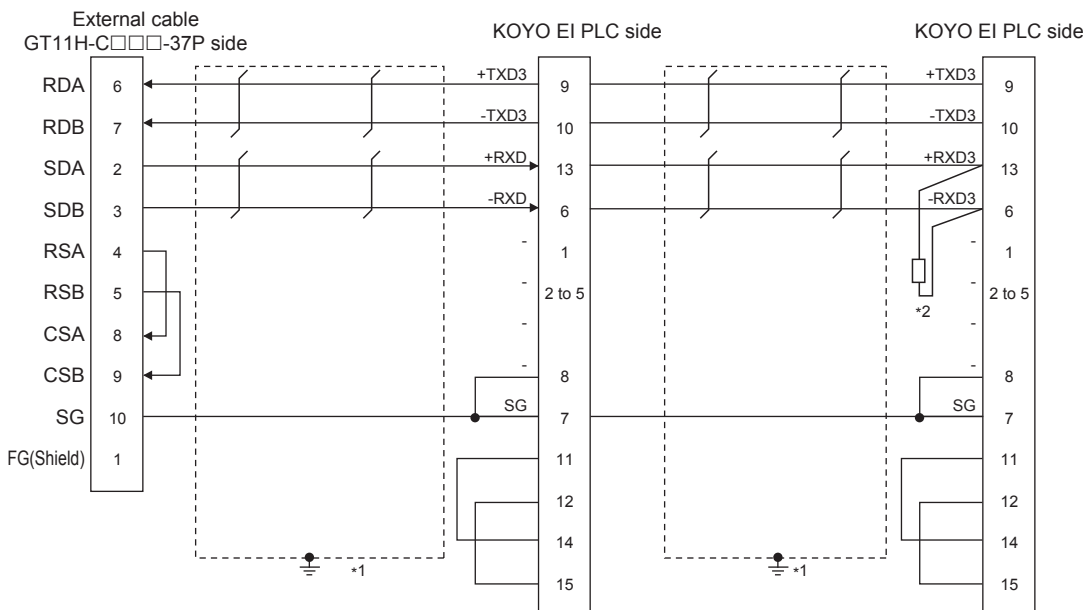 External cable
GT11H-C□□□-37P side
KOYO EI PLC side
KOYO EI PLC side
RDA 6 +TXD3 9 +TXD3 9
RDB 7 -TXD3 10 -TXD3 10
SDA 2 +RXD 13 +RXD3 13
SDB 3 -RXD 6 -RXD3 6
RSA 4 - 1 - 1
RSB 5 - 2 to 5 - 2 to 5
*2
CSA 8 - -
CSB 9 - 8 - 8
SG 10 SG 7 SG 7
FG(Shield) 1 11 11
12 12
14 14
*1 *1
15 15